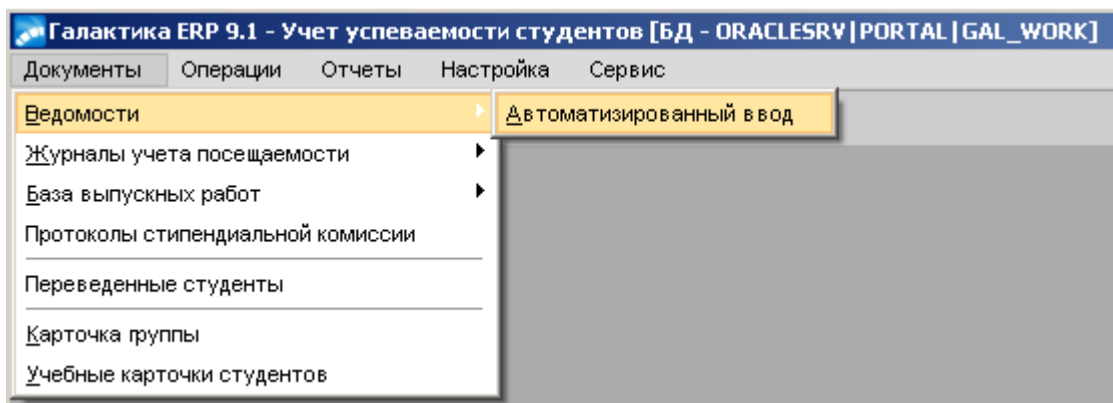 Галактика ERP 9.1 - Учет успеваемости студентов [БД - ORACLESRV|PORTAL|GAL_WORK]
Документы Операции Отчеты Настройка Сервис
Ведомости Автоматизированный ввод
Журналы учета посещаемости
База выпускных работ
Протоколы стипендиальной комиссии
Переведенные студенты
Карточка группы
Учебные карточки студентов